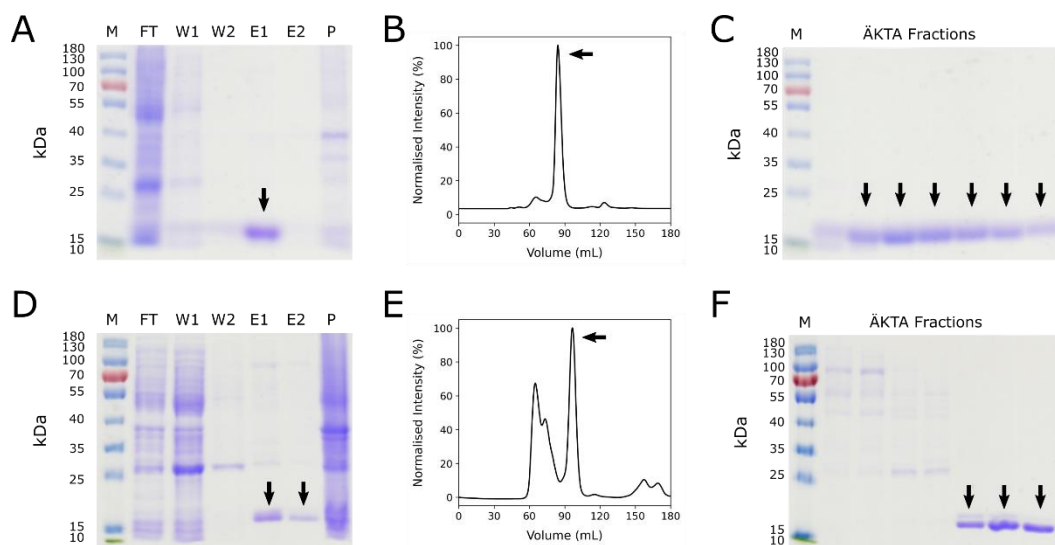 A
M FT W1 W2 E1 E2 P
180
130
100
70
55
40
35
25
15
10
kDa
B
Normalised Intensity (%)
100
80
60
40
20
0
0 30 60 90 120 150 180
Volume (mL)
C
M ÄKTA Fractions
180
130
100
70
55
40
35
25
15
10
kDa
D
M FT W1 W2 E1 E2 P
180
130
100
70
55
40
35
25
15
10
kDa
E
Normalised Intensity (%)
100
80
60
40
20
0
0 30 60 90 120 150 180
Volume (mL)
F
M ÄKTA Fractions
180
130
100
70
55
40
35
25
15
10
kDa